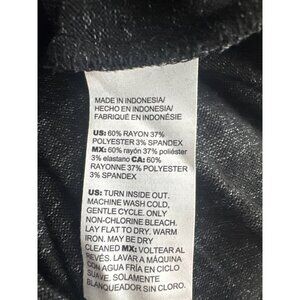 MADE IN INDONESIA/
HECHO EN INDONESIA/
FABRIQUÉ EN INDONÉSIE
US: 60% RAYON 37%
POLYESTER 3% SPANDEX
MX: 60% rayón 37% poliéster
3% elastano CA: 60%
RAYONNE 37% POLYESTER
3% SPANDEX
US: TURN INSIDE OUT.
MACHINE WASH COLD,
GENTLE CYCLE. ONLY
NON-CHLORINE BLEACH.
LAY FLAT TO DRY. WARM
IRON. MAY BE DRY
CLEANED MX: VOLTEAR AL
REVÉS. LAVAR A MÁQUINA
CON AGUA FRÍA EN CICLO
SUAVE. SOLAMENTE
BLANQUEADOR SIN CLORO.